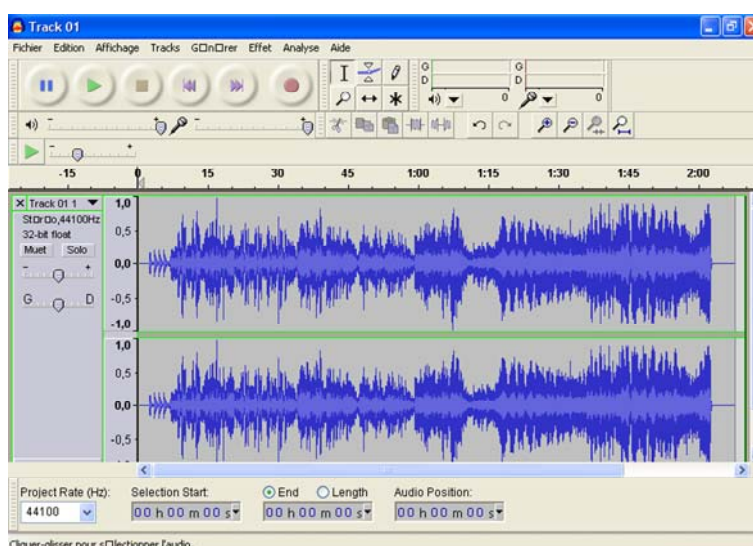 Track 01
Fichier Edition Affichage Tracks G□n□rer Effet Analyse Aide
G
D
G
D
0 0
-15 0 15 30 45 1:00 1:15 1:30 1:45 2:00
Track 01 1
St□r□o,44100Hz
32-bit float
Muet Solo
- +
G D
1,0
0,5
0,0
-0,5
-1,0
1,0
0,5
0,0
-0,5
Project Rate (Hz): Selection Start: End Length Audio Position:
44100 00 h 00 m 00 s 00 h 00 m 00 s 00 h 00 m 00 s
Cliquer-glisser pour s□lectionner l'audio